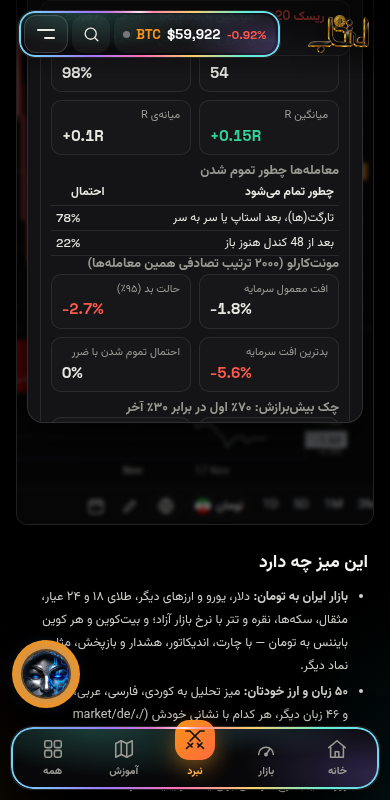 BTC $59,922 -0.92%
ریسک 20
98% 54
میانگین R
+0.15R
میانه‌ی R
+0.1R
معامله‌ها چطور تموم شدن
چطور تمام می‌شود احتمال
تارگت(ها)، بعد استاپ یا سر به سر 78%
بعد از 48 کندل هنوز باز 22%
مونت‌کارلو (۲۰۰۰ ترتیب تصادفی همین معامله‌ها)
افت معمول سرمایه
-1.8%
حالت بد (۹۵٪)
-2.7%
بدترین افت سرمایه
-5.6%
احتمال تموم شدن با ضرر
0%
چک بیش‌برازش: ۷۰٪ اول در برابر ۳۰٪ آخر
تومان 1D 5D 1M
این میز چه دارد
• بازار ایران به تومان: دلار، یورو و ارزهای دیگر، طلای ۱۸ و ۲۴ عیار،
مثقال، سکه‌ها، نقره و تتر با نرخ بازار آزاد؛ و بیت‌کوین و هر کوین
بایننس به تومان — با چارت، اندیکاتور، هشدار و بازپخش، مثل
نماد دیگر.
• ۵۰ زبان و ارز خودتان: میز تحلیل به کوردی، فارسی، عربی،
و ۴۶ زبان دیگر، هر کدام با نشانی خودش (/market/de/،
خانه
بازار
نبرد
آموزش
همه